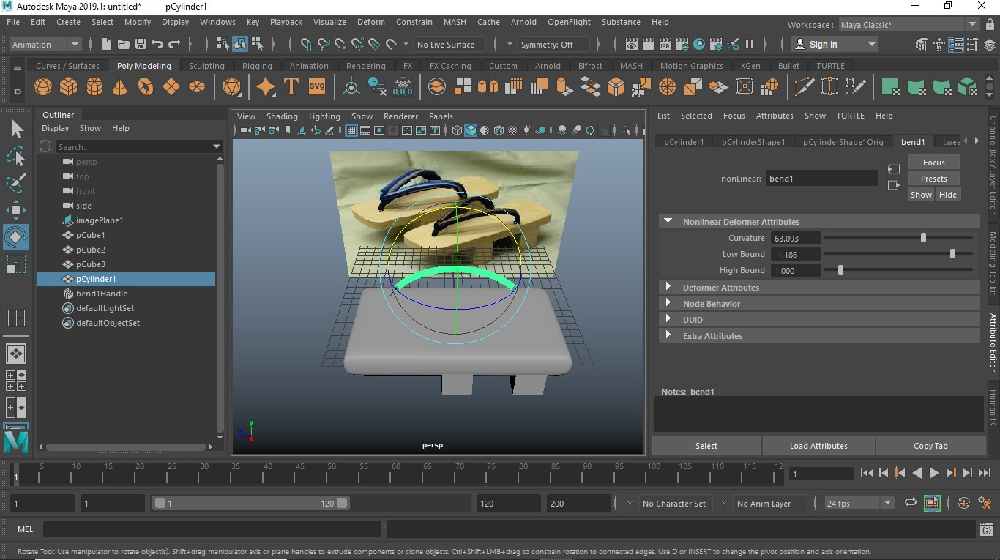 Autodesk Maya 2019.1: untitled* --- pCylinder1
File Edit Create Select Modify Display Windows Key Playback Visualize Deform Constrain MASH Cache Arnold OpenFlight Substance Help
Workspace : Maya Classic*
Animation No Live Surface Symmetry: Off IPR Sign In
Curves / Surfaces Poly Modeling Sculpting Rigging Animation Rendering FX FX Caching Custom Arnold Bifrost MASH Motion Graphics XGen Bullet TURTLE
T SVG 0,0,0
Outliner
Display Show Help
Search...
persp
top
front
side
imagePlane1
pCube1
pCube2
pCube3
pCylinder1
bend1Handle
defaultLightSet
defaultObjectSet
View Shading Lighting Show Renderer Panels
y
z
x
persp
List Selected Focus Attributes Show TURTLE Help
pCylinder1 pCylinderShape1 pCylinderShape1Orig bend1 twea
nonLinear: bend1
Focus
Presets
Show Hide
Nonlinear Deformer Attributes
Curvature 63.093
Low Bound -1.186
High Bound 1.000
Deformer Attributes
Node Behavior
UUID
Extra Attributes
Notes: bend1
Select Load Attributes Copy Tab
Channel Box / Layer Editor
Modeling Toolkit
Attribute Editor
Human IK
1 5 10 15 20 25 30 35 40 45 50 55 60 65 70 75 80 85 90 95 100 105 110 115 12
1
1 1 1 120 120 200 No Character Set No Anim Layer 24 fps
MEL
Rotate Tool: Use manipulator to rotate object(s). Shift+drag manipulator axis or plane handles to extrude components or clone objects. Ctrl+Shift+LMB+drag to constrain rotation to connected edges. Use D or INSERT to change the pivot position and axis orientation.